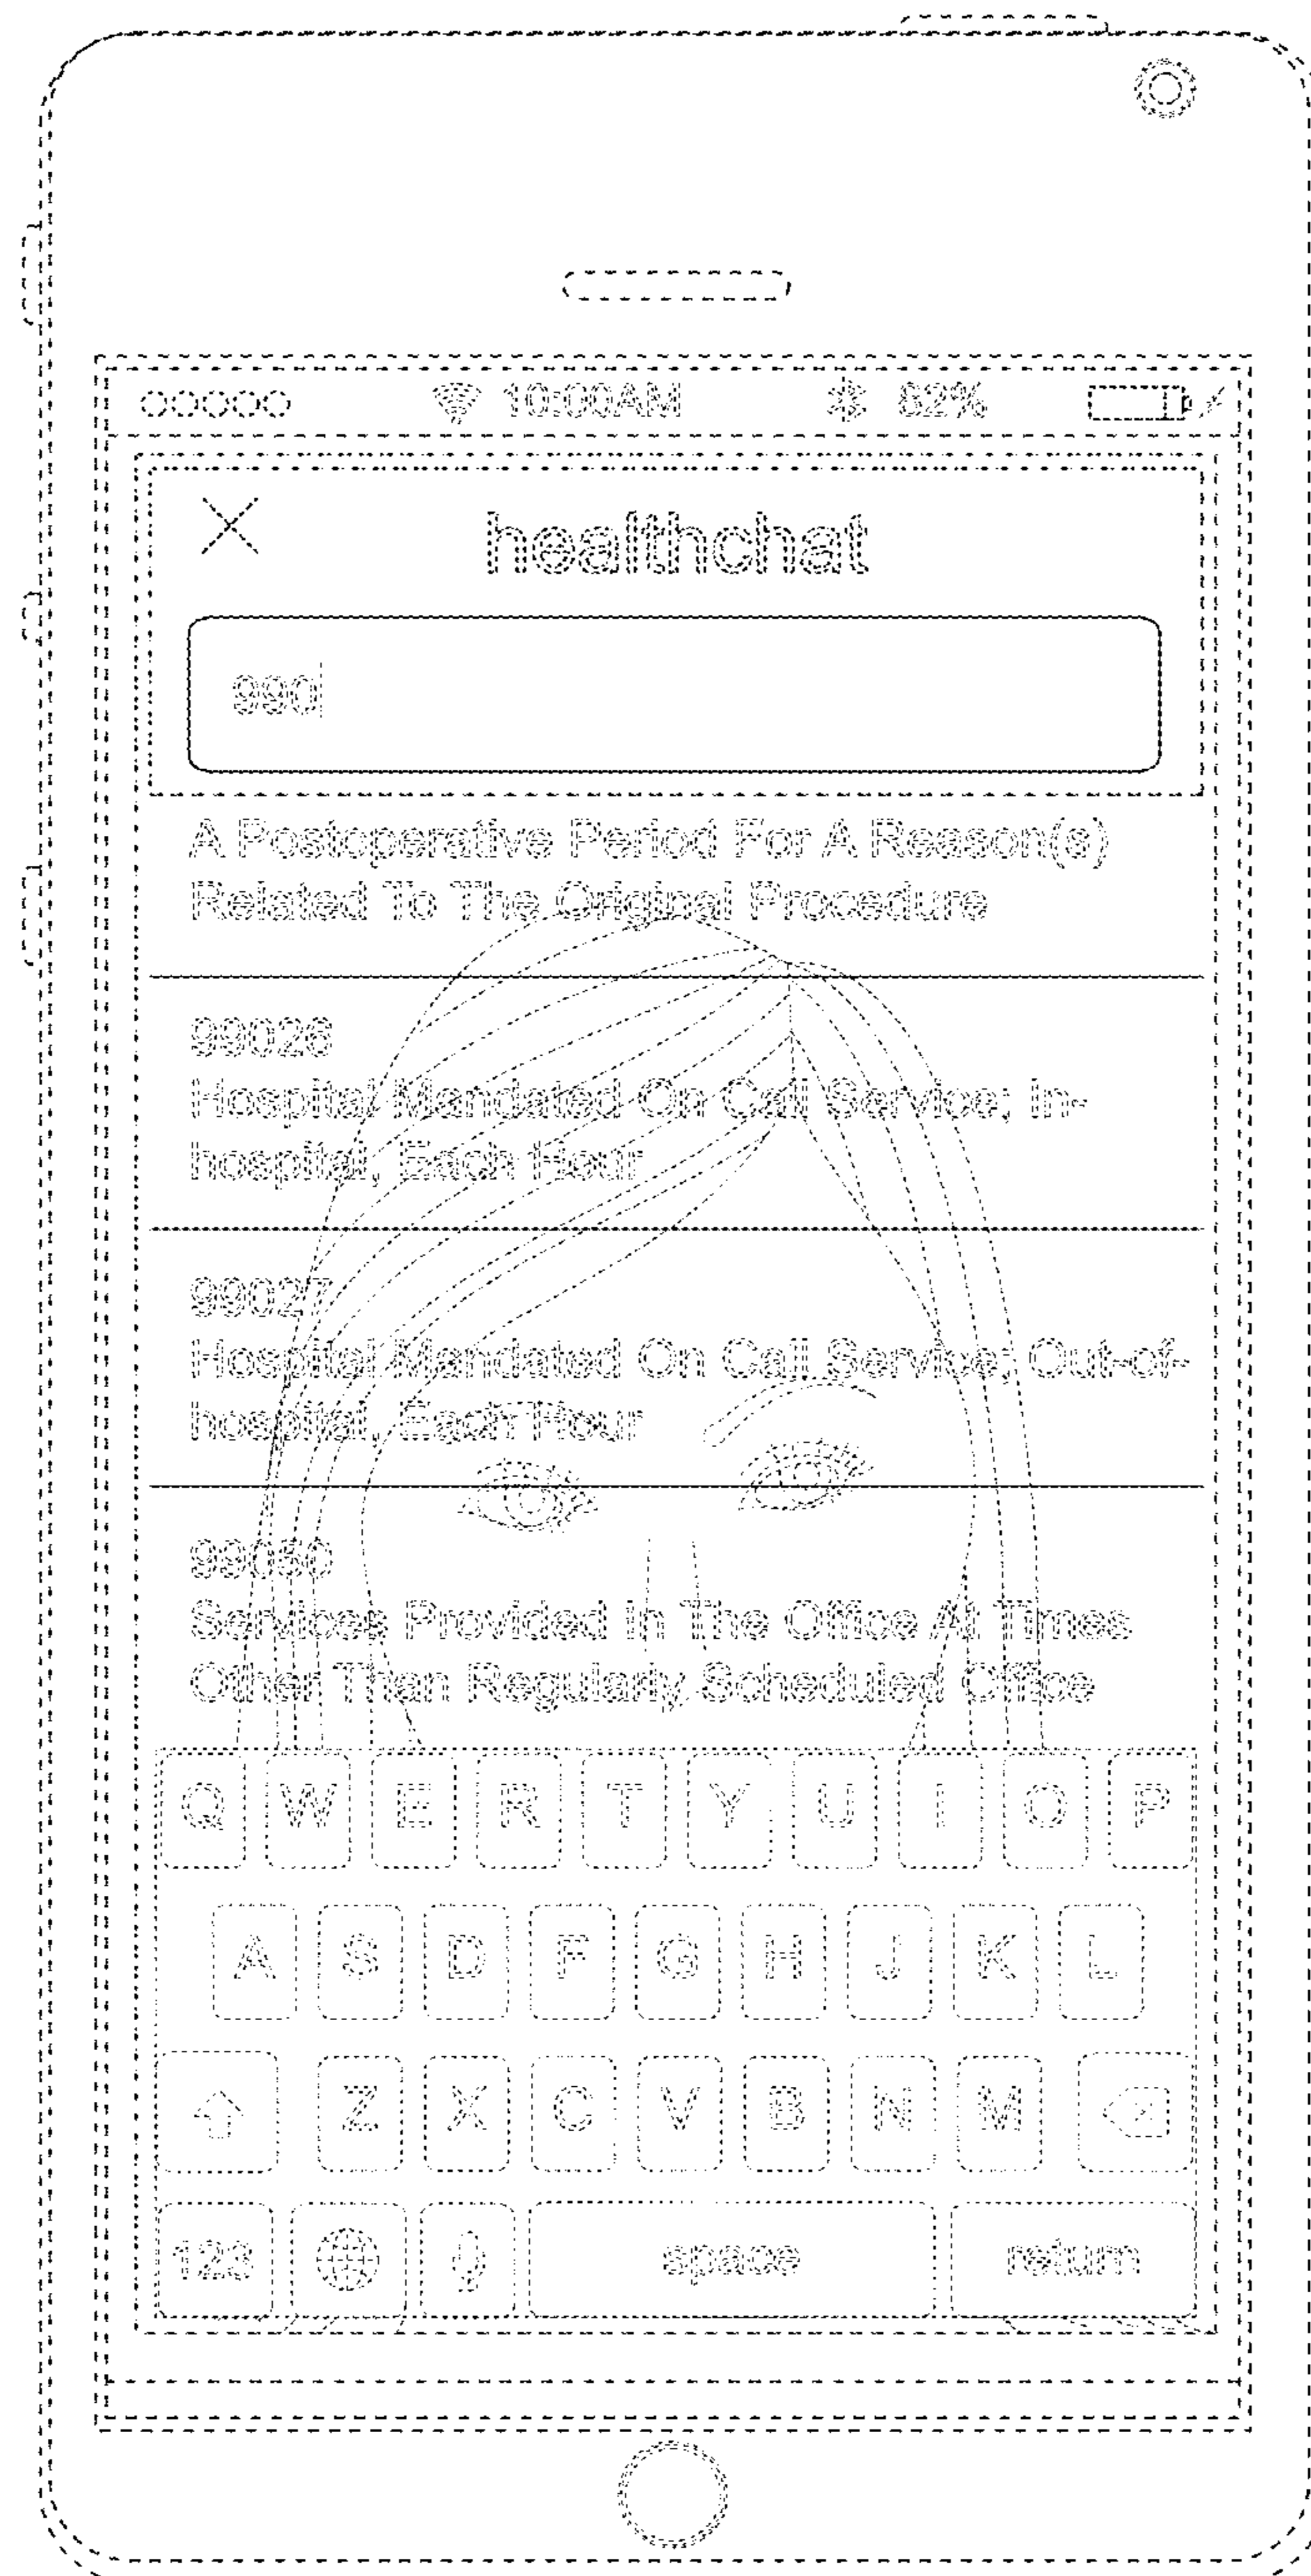 10:00AM 82%
healthchat
990
A Postoperative Period For A Reason(s)
Related To The Original Procedure
99026
Hospital Mandated On Call Service; In-
hospital, Each Hour
99027
Hospital Mandated On Call Service; Out-of-
hospital, Each Hour
99050
Services Provided In The Office At Times
Other Than Regularly Scheduled Office
Q W E R T Y U I O P
A S D F G H J K L
Z X C V B N M
123 space return